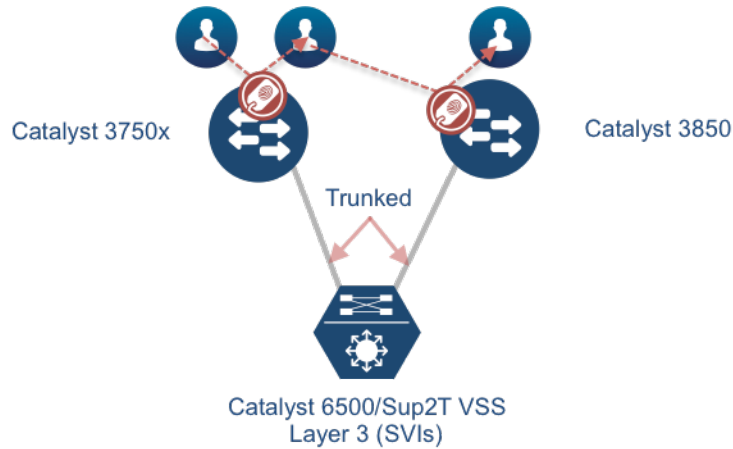 Catalyst 3750x
Catalyst 3850
Trunked
Catalyst 6500/Sup2T VSS
Layer 3 (SVIs)